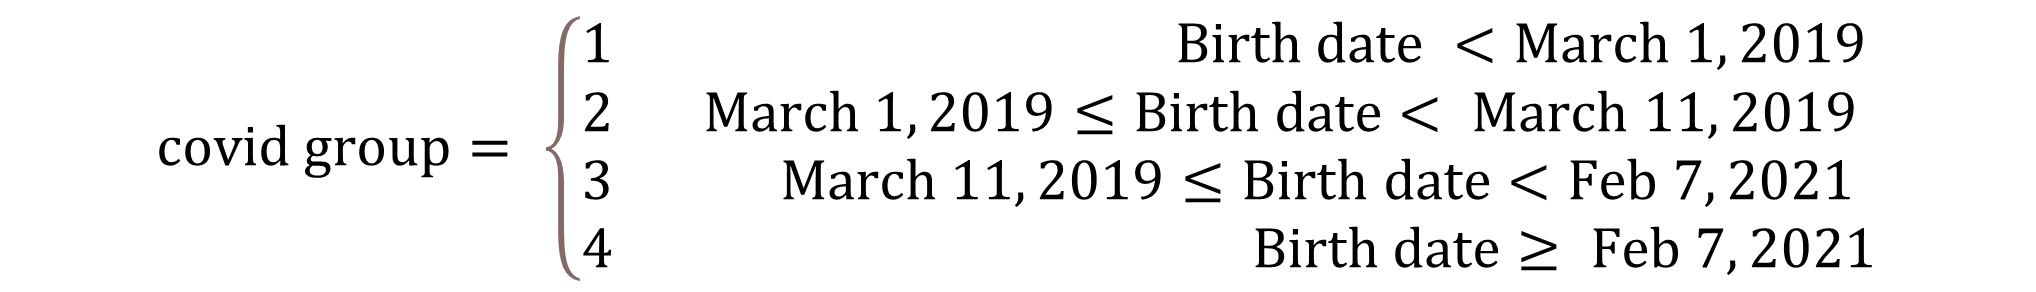 1 Birth date < March 1, 2019
2 March 1, 2019 ≤ Birth date < March 11, 2019
covid group =
3 March 11, 2019 ≤ Birth date < Feb 7, 2021
4 Birth date ≥ Feb 7, 2021